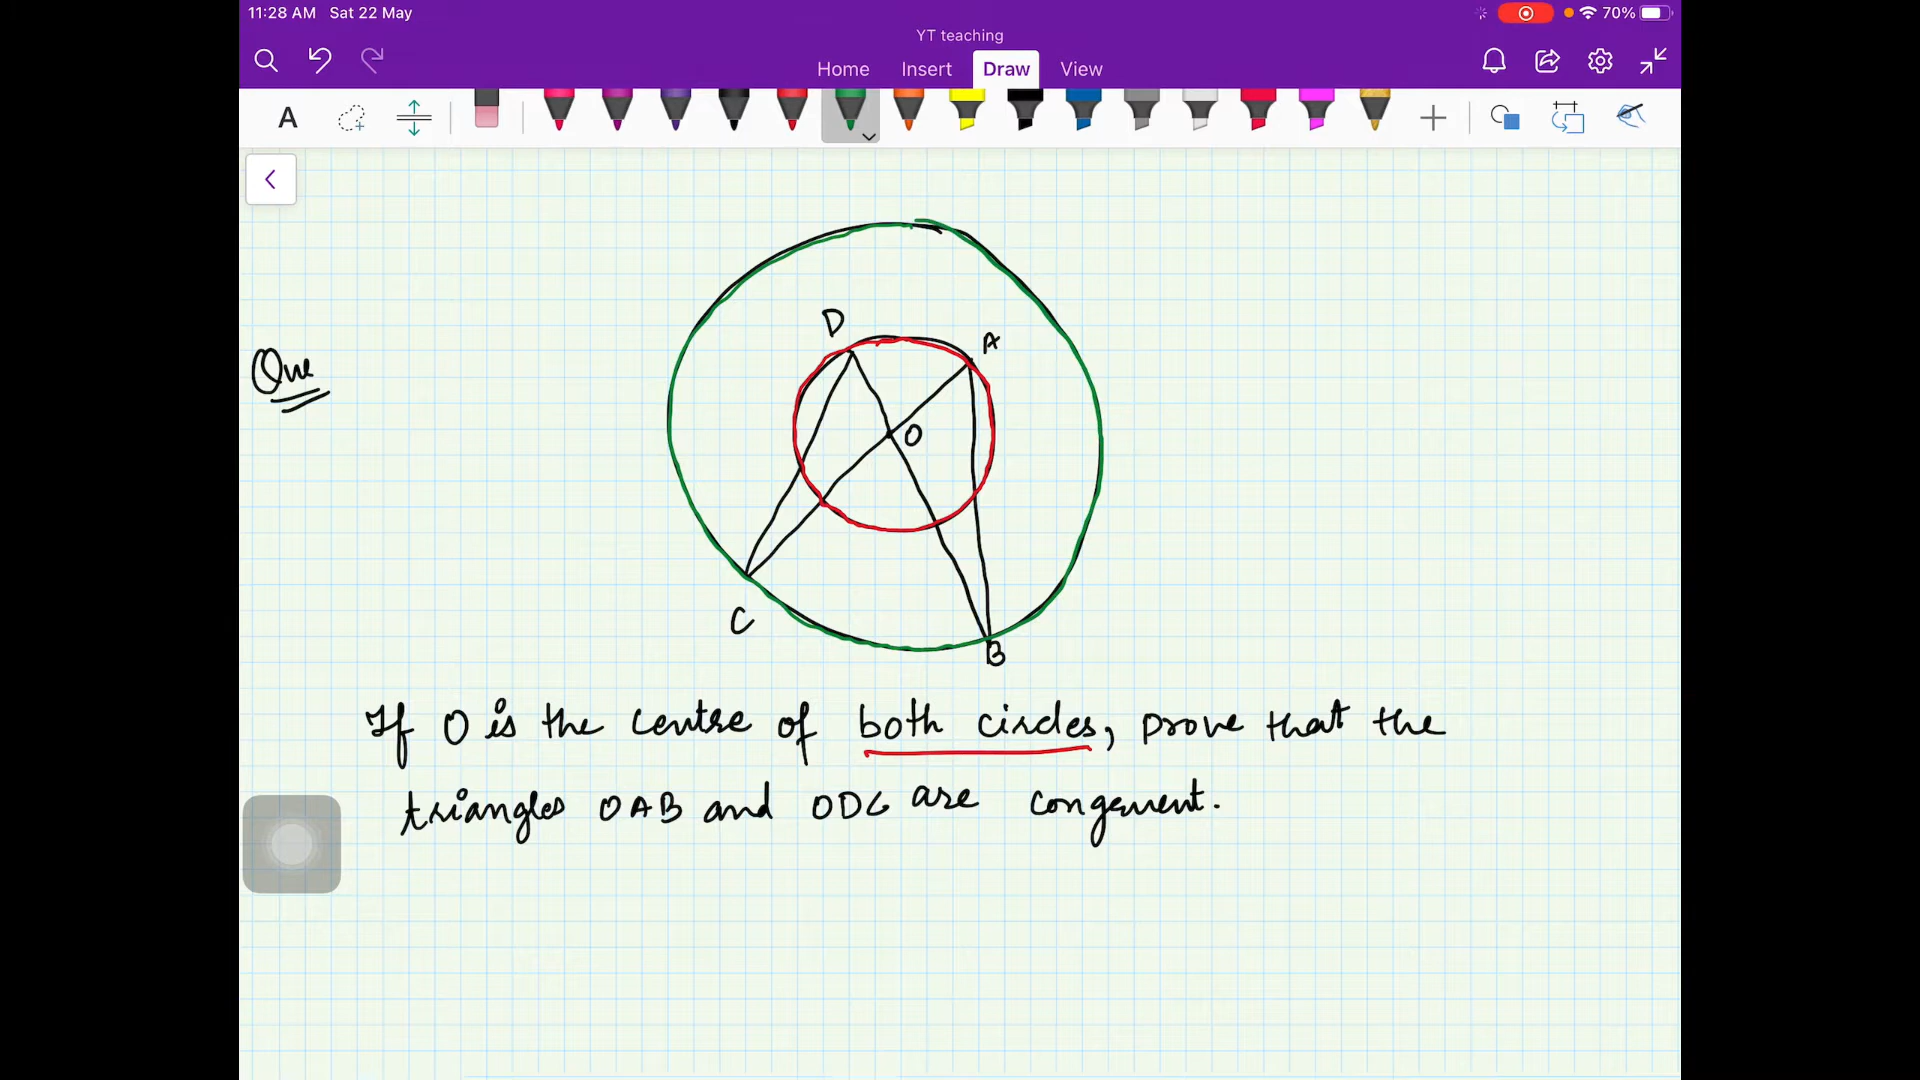 11:28 AM Sat 22 May
70%
YT teaching
Home Insert Draw View
A
D
A
Que
O
C
B
If O is the centre of both circles, prove that the
triangles OAB and ODC are congruent.